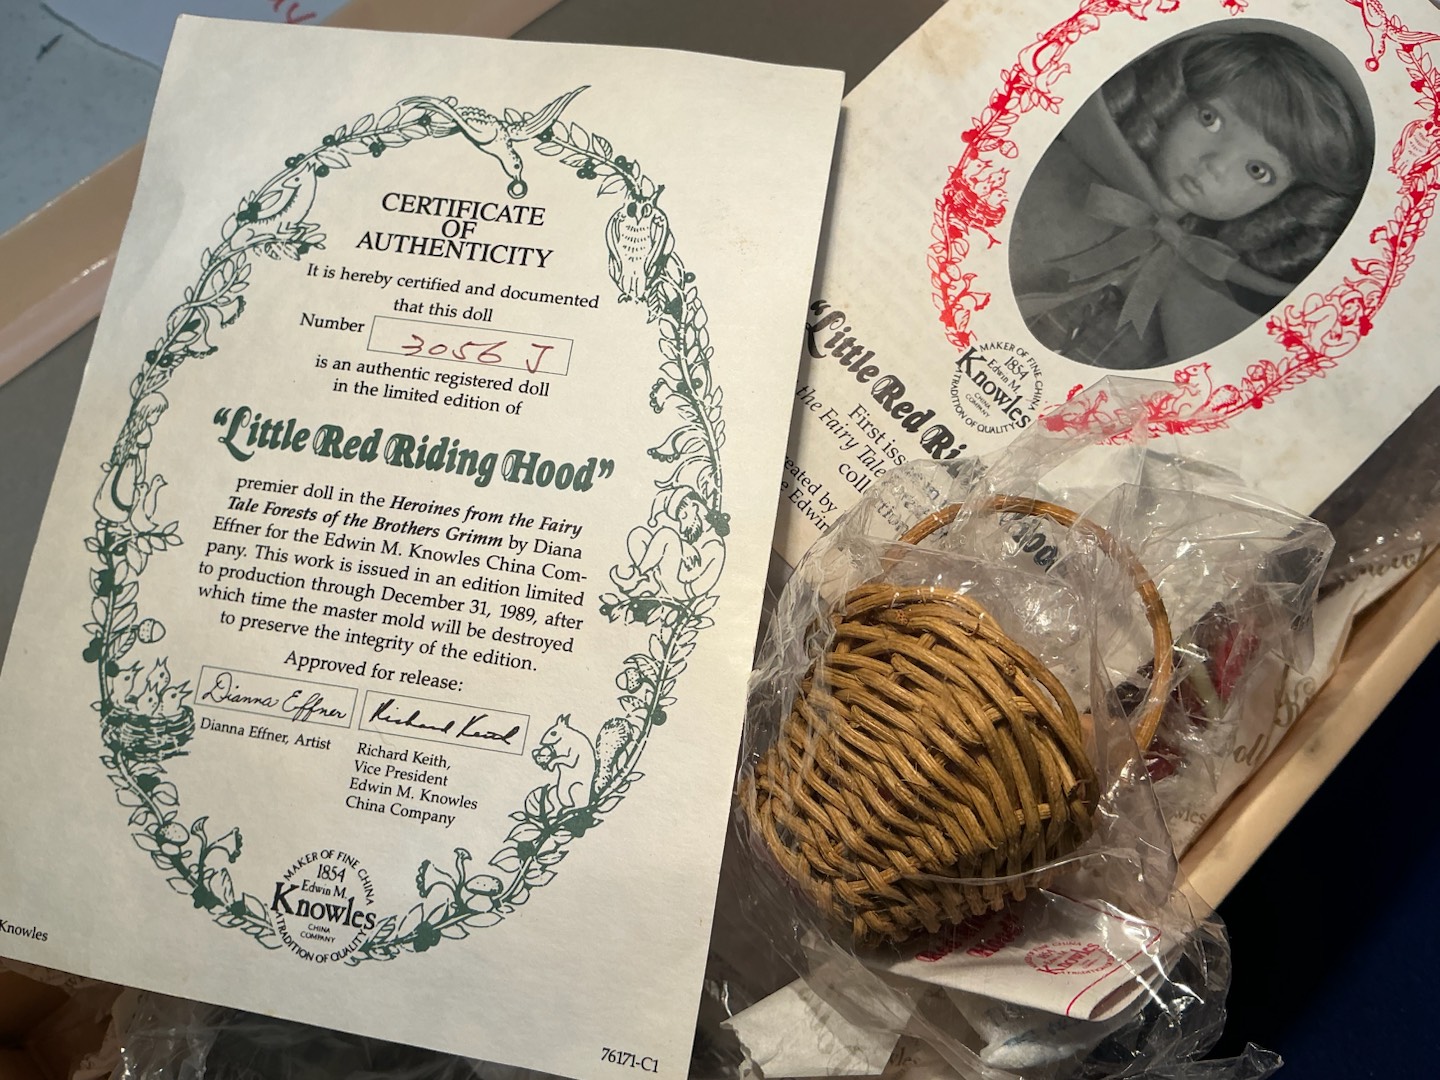 CERTIFICATE
OF
AUTHENTICITY
It is hereby certified and documented
that this doll
Number 3056 J
is an authentic registered doll
in the limited edition of
"Little Red Riding Hood"
premier doll in the Heroines from the Fairy
Tale Forests of the Brothers Grimm by Diana
Effner for the Edwin M. Knowles China Com-
pany. This work is issued in an edition limited
to production through December 31, 1989, after
which time the master mold will be destroyed
to preserve the integrity of the edition.
Approved for release:
Dianna Effner Richard Keith
Dianna Effner, Artist
Richard Keith,
Vice President
Edwin M. Knowles
China Company
MAKER OF FINE CHINA
1854
Edwin M.
Knowles
CHINA
COMPANY
A TRADITION OF QUALITY
Knowles
76171-C1
"Little Red Ri
First iss
the Fairy Tale
coll
reated by
e Edwin
MAKER OF FINE CHINA
1854
Edwin M.
Knowles
CHINA
COMPANY
A TRADITION OF QUALITY
Knowles